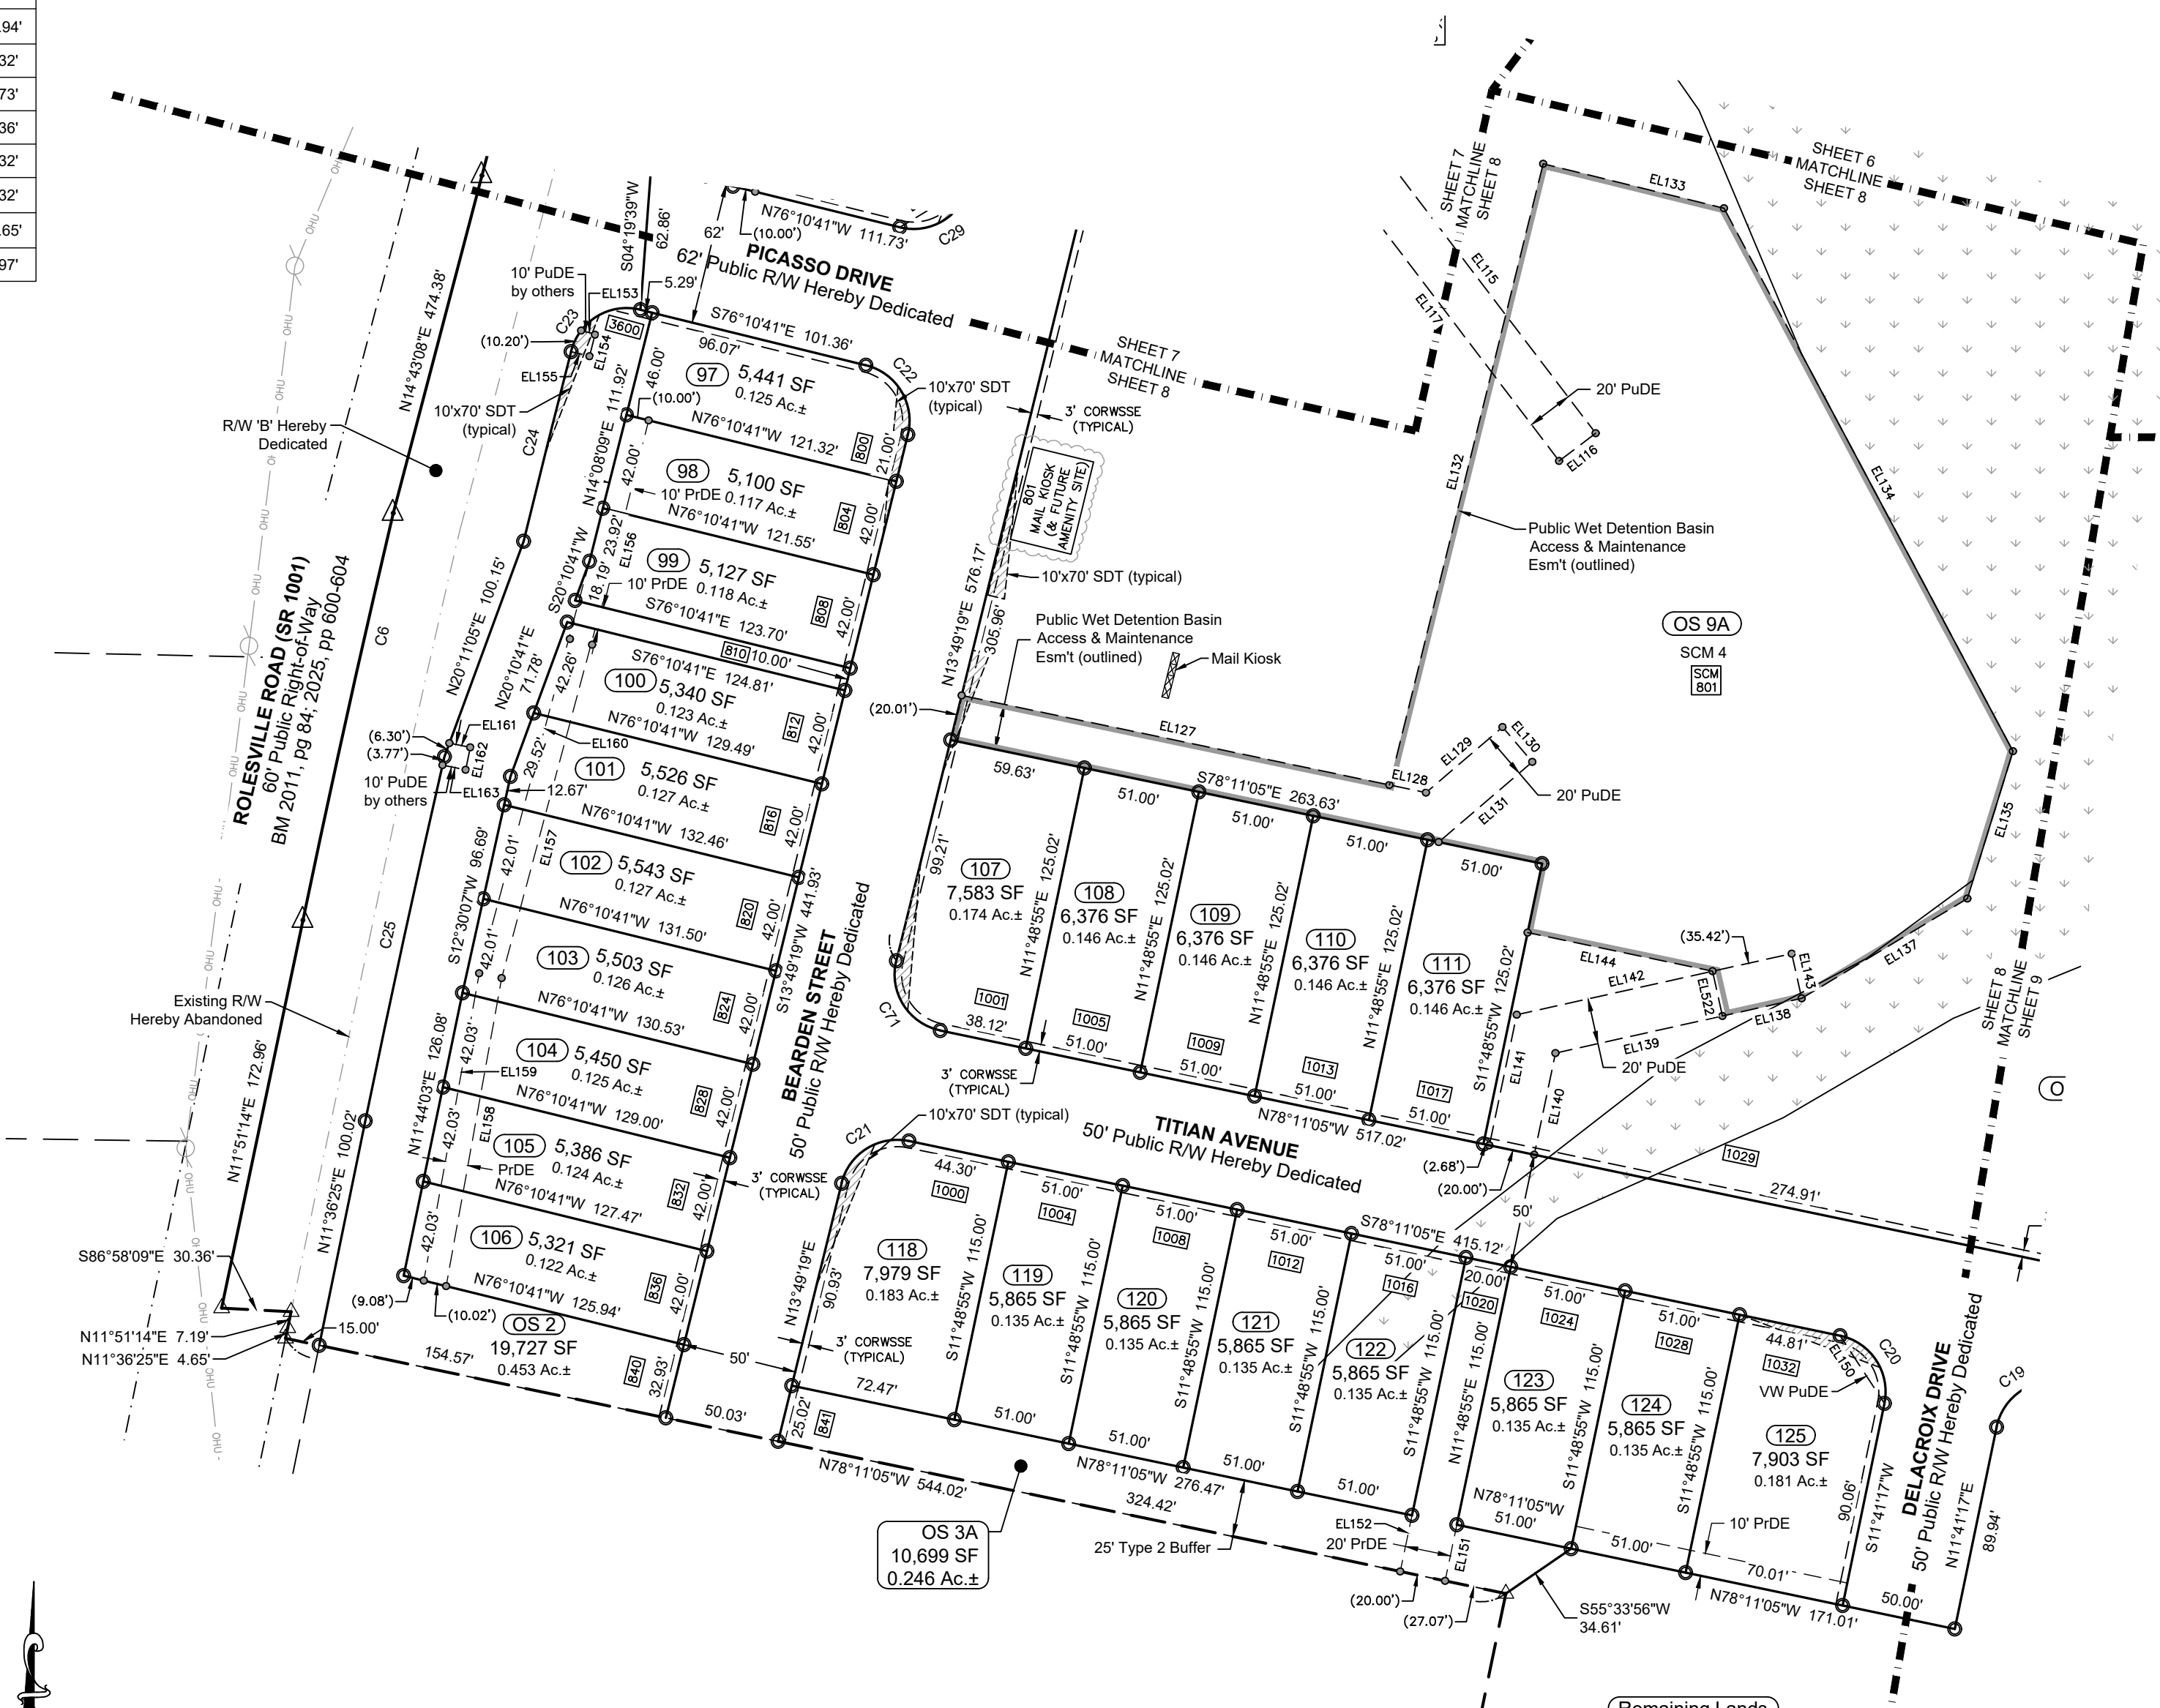 .94'
32'
73'
36'
32'
32'
.65'
97'
SHEET 6
MATCHLINE
SHEET 8
SHEET 7
MATCHLINE
SHEET 8
SHEET 7
MATCHLINE
SHEET 8
SHEET 8
MATCHLINE
SHEET 9
OHU
OHU
OHU
OHU
OHU
OHU
OHU
OHU
OHU
OHU
OHU
N14°43'08"E 474.38'
C6
R/W 'B' Hereby
Dedicated
ROLESVILLE ROAD (SR 1001)
60' Public Right-of-Way
BM 2011, pg 84; 2025, pp 600-604
Existing R/W
Hereby Abandoned
N11°51'14"E 172.96'
S86°58'09"E 30.36'
N11°51'14"E 7.19'
N11°36'25"E 4.65'
15.00'
N11°36'25"E 100.02'
C25
N20°11'05"E 100.15'
C24
C23
(10.20')
EL155
EL154
EL153
10' PuDE
by others
10'x70' SDT
(typical)
(6.30')
(3.77')
EL161
EL162
EL163
10' PuDE
by others
S04°19'39"W
62.86'
5.29'
3600
62'
(10.00')
N76°10'41"W 111.73'
C29
PICASSO DRIVE
62' Public R/W Hereby Dedicated
S76°10'41"E 101.36'
96.07'
C22
10'x70' SDT
(typical)
97
5,441 SF
0.125 Ac.±
46.00'
N14°08'09"E 111.92'
(10.00')
N76°10'41"W 121.32'
800
21.00'
98
5,100 SF
0.117 Ac.±
42.00'
10' PrDE
N76°10'41"W 121.55'
804
42.00'
99
5,127 SF
0.118 Ac.±
23.92'
EL156
18.19'
S20°10'41"W
10' PrDE
S76°10'41"E 123.70'
808
42.00'
810
10.00'
S76°10'41"E 124.81'
100
5,340 SF
0.123 Ac.±
N20°10'41"E
71.78'
42.26'
N76°10'41"W 129.49'
812
42.00'
EL160
29.52'
12.67'
101
5,526 SF
0.127 Ac.±
N76°10'41"W 132.46'
816
42.00'
102
5,543 SF
0.127 Ac.±
42.01'
EL157
S12°30'07"W 96.69'
N76°10'41"W 131.50'
820
42.00'
103
5,503 SF
0.126 Ac.±
42.01'
N76°10'41"W 130.53'
824
42.00'
S13°49'19"W 441.93'
104
5,450 SF
0.125 Ac.±
42.03'
EL159
N11°44'03"E 126.08'
N76°10'41"W 129.00'
828
42.00'
105
5,386 SF
0.124 Ac.±
42.03'
EL158
PrDE
N76°10'41"W 127.47'
832
42.00'
106
5,321 SF
0.122 Ac.±
42.03'
(9.08')
(10.02')
N76°10'41"W 125.94'
836
42.00'
OS 2
19,727 SF
0.453 Ac.±
154.57'
840
32.93'
50'
50.03'
BEARDEN STREET
50' Public R/W Hereby Dedicated
3' CORWSSE
(TYPICAL)
3' CORWSSE
(TYPICAL)
801
MAIL KIOSK
(& FUTURE
AMENITY SITE)
10'x70' SDT (typical)
N13°49'19"E 576.17'
305.96'
(20.01')
Public Wet Detention Basin
Access & Maintenance
Esm't (outlined)
Mail Kiosk
EL127
EL128
EL129
EL130
EL131
20' PuDE
EL132
EL133
EL134
EL135
EL115
EL117
EL116
20' PuDE
Public Wet Detention Basin
Access & Maintenance
Esm't (outlined)
OS 9A
SCM 4
SCM
801
S78°11'05"E 263.63'
59.63'
51.00'
51.00'
51.00'
51.00'
99.21'
107
7,583 SF
0.174 Ac.±
N11°48'55"E 125.02'
108
6,376 SF
0.146 Ac.±
N11°48'55"E 125.02'
109
6,376 SF
0.146 Ac.±
N11°48'55"E 125.02'
110
6,376 SF
0.146 Ac.±
N11°48'55"E 125.02'
111
6,376 SF
0.146 Ac.±
S11°48'55"W 125.02'
C71
1001
38.12'
1005
51.00'
1009
51.00'
1013
51.00'
1017
51.00'
3' CORWSSE
(TYPICAL)
N78°11'05"W 517.02'
EL144
EL142
(35.42')
EL143
EL522
EL138
EL137
EL139
20' PuDE
EL141
EL140
(2.68')
(20.00')
50'
1029
274.91'
O
TITIAN AVENUE
50' Public R/W Hereby Dedicated
10'x70' SDT (typical)
C21
S78°11'05"E 415.12'
44.30'
1000
51.00'
1004
51.00'
1008
51.00'
1012
51.00'
1016
20.00'
1020
51.00'
1024
51.00'
1028
44.81'
1032
C20
EL150
VW PuDE
118
7,979 SF
0.183 Ac.±
N13°49'19"E
90.93'
3' CORWSSE
(TYPICAL)
S11°48'55"W 115.00'
119
5,865 SF
0.135 Ac.±
S11°48'55"W 115.00'
120
5,865 SF
0.135 Ac.±
S11°48'55"W 115.00'
121
5,865 SF
0.135 Ac.±
S11°48'55"W 115.00'
122
5,865 SF
0.135 Ac.±
S11°48'55"W 115.00'
N11°48'55"E 115.00'
123
5,865 SF
0.135 Ac.±
S11°48'55"W 115.00'
124
5,865 SF
0.135 Ac.±
S11°48'55"W 115.00'
125
7,903 SF
0.181 Ac.±
90.06'
S11°41'17"W
72.47'
51.00'
51.00'
51.00'
51.00'
25.02'
841
N78°11'05"W 544.02'
N78°11'05"W 276.47'
324.42'
OS 3A
10,699 SF
0.246 Ac.±
25' Type 2 Buffer
EL152
20' PrDE
EL151
(20.00')
(27.07')
N78°11'05"W
51.00'
51.00'
10' PrDE
70.01'
N78°11'05"W 171.01'
S55°33'56"W
34.61'
50.00'
DELACROIX DRIVE
50' Public R/W Hereby Dedicated
N11°41'17"E
89.94'
C19
Remaining Lands